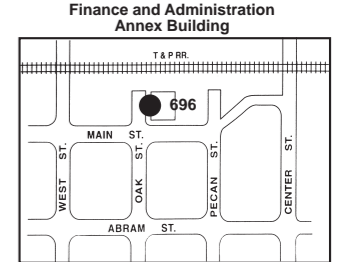 Finance and Administration
Annex Building
T & P RR.
696
MAIN ST.
WEST ST.
OAK ST.
PECAN ST.
CENTER ST.
ABRAM ST.